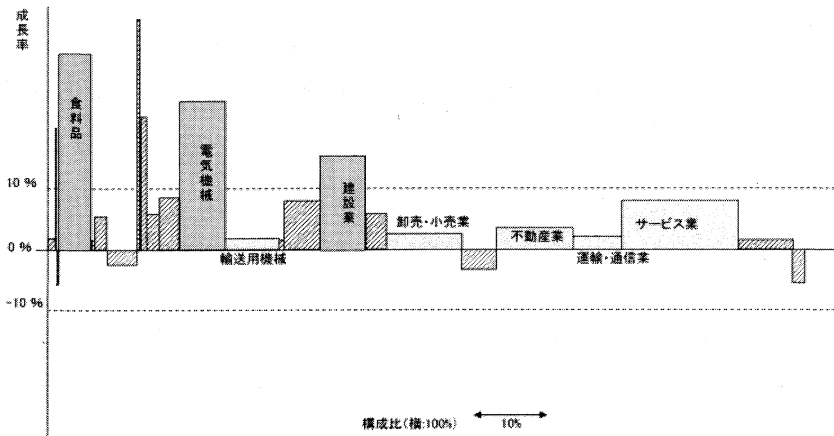 成長率
食料品
電気機械
建設業
10 %
卸売・小売業
サービス業
不動産業
0 %
輸送用機械
運輸・通信業
-10 %
構成比(横:100%)
10%